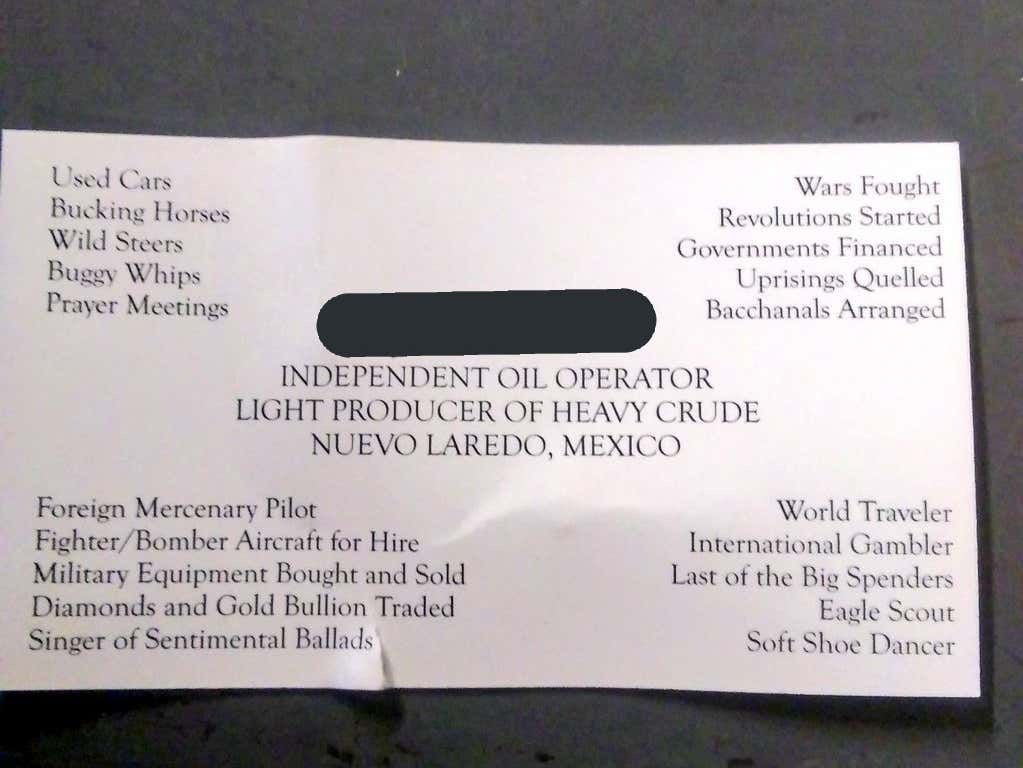 Used Cars
Bucking Horses
Wild Steers
Buggy Whips
Prayer Meetings
Wars Fought
Revolutions Started
Governments Financed
Uprisings Quelled
Bacchanals Arranged
INDEPENDENT OIL OPERATOR
LIGHT PRODUCER OF HEAVY CRUDE
NUEVO LAREDO, MEXICO
Foreign Mercenary Pilot
Fighter/Bomber Aircraft for Hire
Military Equipment Bought and Sold
Diamonds and Gold Bullion Traded
Singer of Sentimental Ballads
World Traveler
International Gambler
Last of the Big Spenders
Eagle Scout
Soft Shoe Dancer